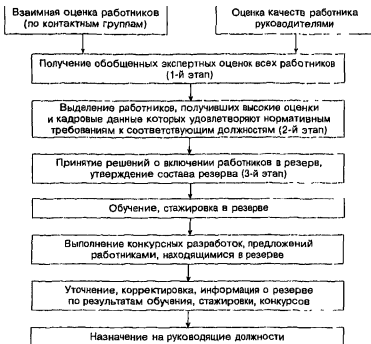 Взаимная оценка работников
(по контактным группам)
Оценка качеств работника
руководителями
Получение обобщенных экспертных оценок всех работников
(1-й этап)
Выделение работников, получивших высокие оценки
и кадровые данные которых удовлетворяют нормативным
требованиям к соответствующим должностям (2-й этап)
Принятие решений о включении работников в резерв,
утверждение состава резерва (3-й этап)
Обучение, стажировка в резерве
Выполнение конкурсных разработок, предложений
работниками, находящимися в резерве
Уточнение, корректировка, информация о резерве
по результатам обучения, стажировки, конкурсов
Назначение на руководящие должности